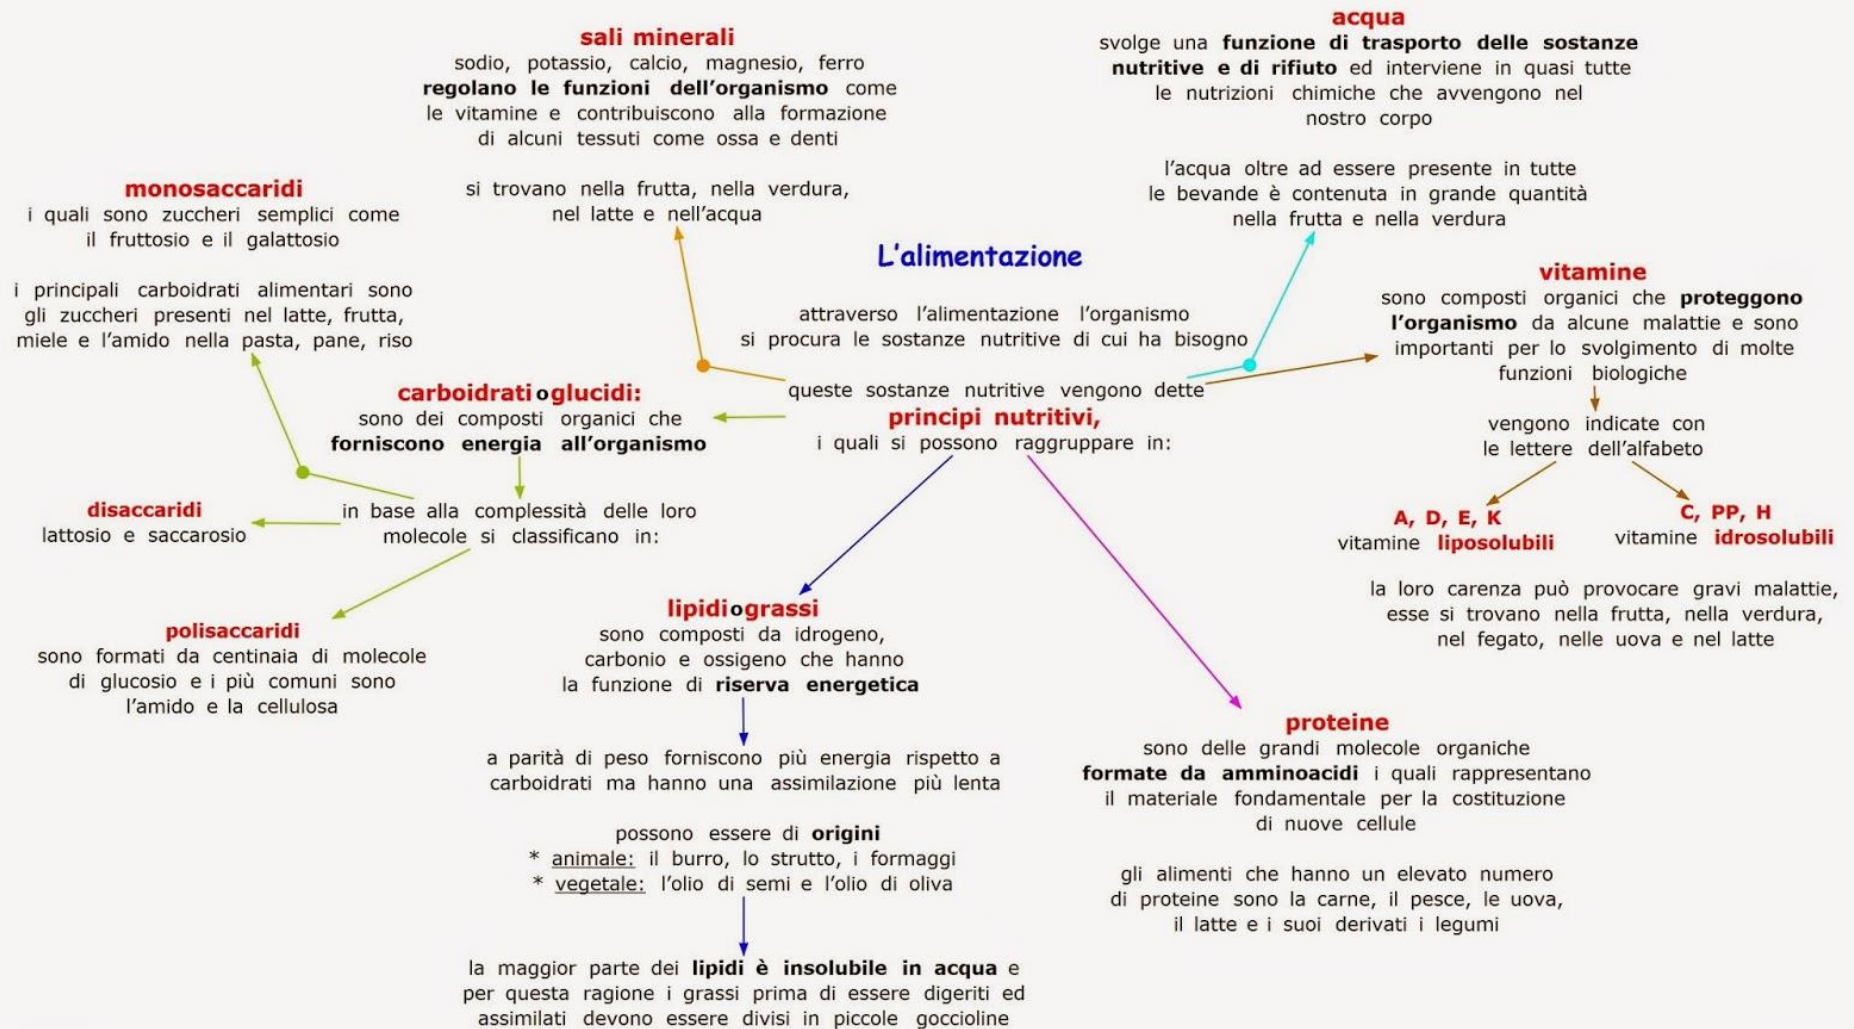 L'alimentazione
attraverso l'alimentazione l'organismo
si procura le sostanze nutritive di cui ha bisogno
queste sostanze nutritive vengono dette
principi nutritivi,
i quali si possono raggruppare in:
sali minerali
sodio, potassio, calcio, magnesio, ferro
regolano le funzioni dell'organismo come
le vitamine e contribuiscono alla formazione
di alcuni tessuti come ossa e denti
si trovano nella frutta, nella verdura,
nel latte e nell'acqua
acqua
svolge una funzione di trasporto delle sostanze
nutritive e di rifiuto ed interviene in quasi tutte
le nutrizioni chimiche che avvengono nel
nostro corpo
l'acqua oltre ad essere presente in tutte
le bevande è contenuta in grande quantità
nella frutta e nella verdura
vitamine
sono composti organici che proteggono
l'organismo da alcune malattie e sono
importanti per lo svolgimento di molte
funzioni biologiche
vengono indicate con
le lettere dell'alfabeto
A, D, E, K
vitamine liposolubili
C, PP, H
vitamine idrosolubili
la loro carenza può provocare gravi malattie,
esse si trovano nella frutta, nella verdura,
nel fegato, nelle uova e nel latte
proteine
sono delle grandi molecole organiche
formate da amminoacidi i quali rappresentano
il materiale fondamentale per la costituzione
di nuove cellule
gli alimenti che hanno un elevato numero
di proteine sono la carne, il pesce, le uova,
il latte e i suoi derivati i legumi
lipidi o grassi
sono composti da idrogeno,
carbonio e ossigeno che hanno
la funzione di riserva energetica
a parità di peso forniscono più energia rispetto a
carboidrati ma hanno una assimilazione più lenta
possono essere di origini
* animale: il burro, lo strutto, i formaggi
* vegetale: l'olio di semi e l'olio di oliva
la maggior parte dei lipidi è insolubile in acqua e
per questa ragione i grassi prima di essere digeriti ed
assimilati devono essere divisi in piccole goccioline
carboidrati o glucidi:
sono dei composti organici che
forniscono energia all'organismo
in base alla complessità delle loro
molecole si classificano in:
monosaccaridi
i quali sono zuccheri semplici come
il fruttosio e il galattosio
i principali carboidrati alimentari sono
gli zuccheri presenti nel latte, frutta,
miele e l'amido nella pasta, pane, riso
disaccaridi
lattosio e saccarosio
polisaccaridi
sono formati da centinaia di molecole
di glucosio e i più comuni sono
l'amido e la cellulosa